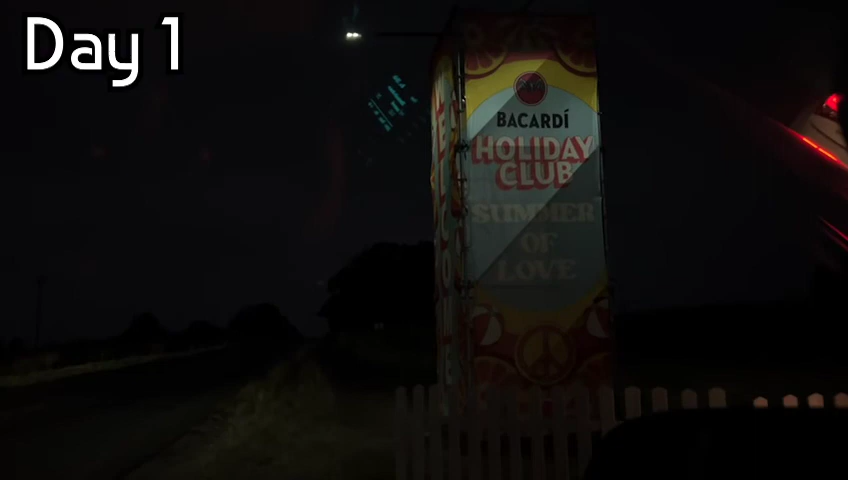 Day 1
BACARDÍ
HOLIDAY
CLUB
SUMMER
OF
LOVE